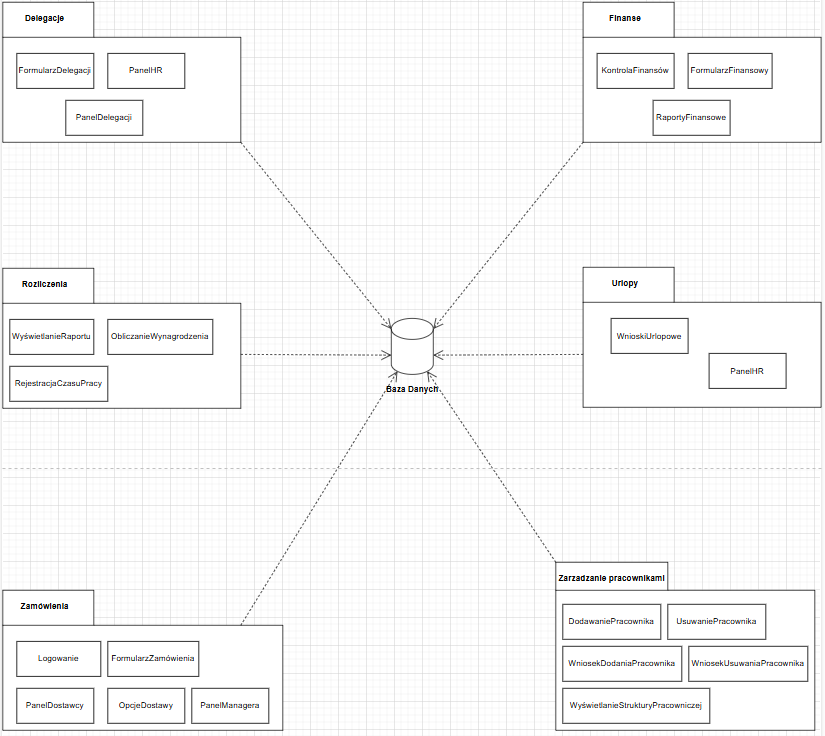 Delegacje
FormularzDelegacji
PanelHR
PanelDelegacji
Finanse
KontrolaFinansów
FormularzFinansowy
RaportyFinansowe
Rozliczenia
WyświetlanieRaportu
ObliczanieWynagrodzenia
RejestracjaCzasuPracy
Baza Danych
Urlopy
WnioskiUrlopowe
PanelHR
Zamówienia
Logowanie
FormularzZamówienia
PanelDostawcy
OpcjeDostawy
PanelManagera
Zarzadzanie pracownikami
DodawaniePracownika
UsuwaniePracownika
WniosekDodaniaPracownika
WniosekUsuwaniaPracownika
WyświetlanieStrukturyPracowniczej